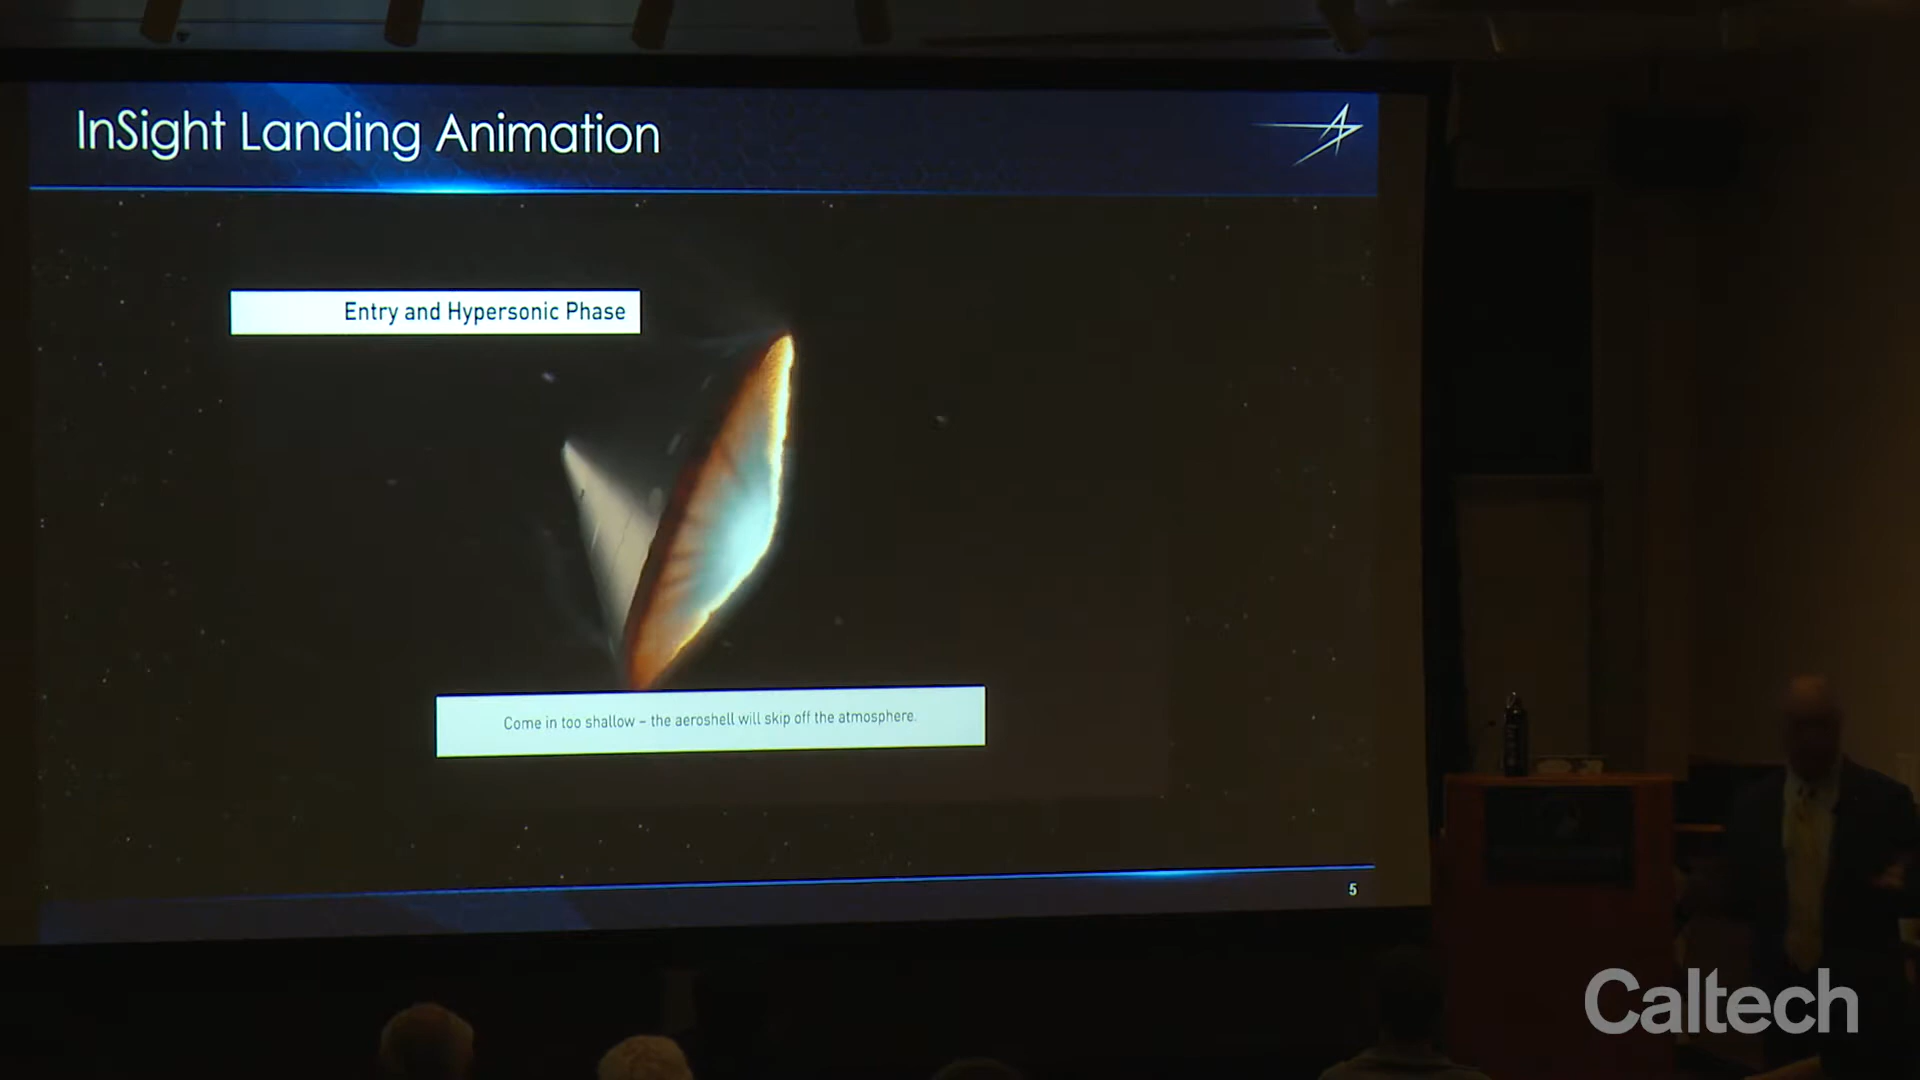 InSight Landing Animation
Entry and Hypersonic Phase
Come in too shallow – the aeroshell will skip off the atmosphere.
5
Caltech